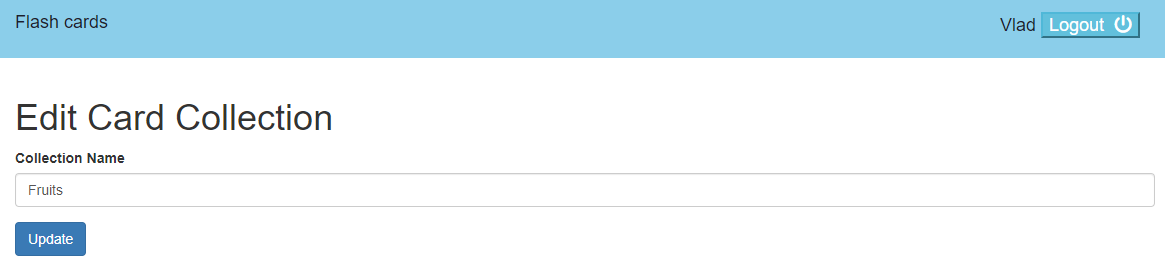 Flash cards
Vlad Logout
Edit Card Collection
Collection Name
Fruits
Update